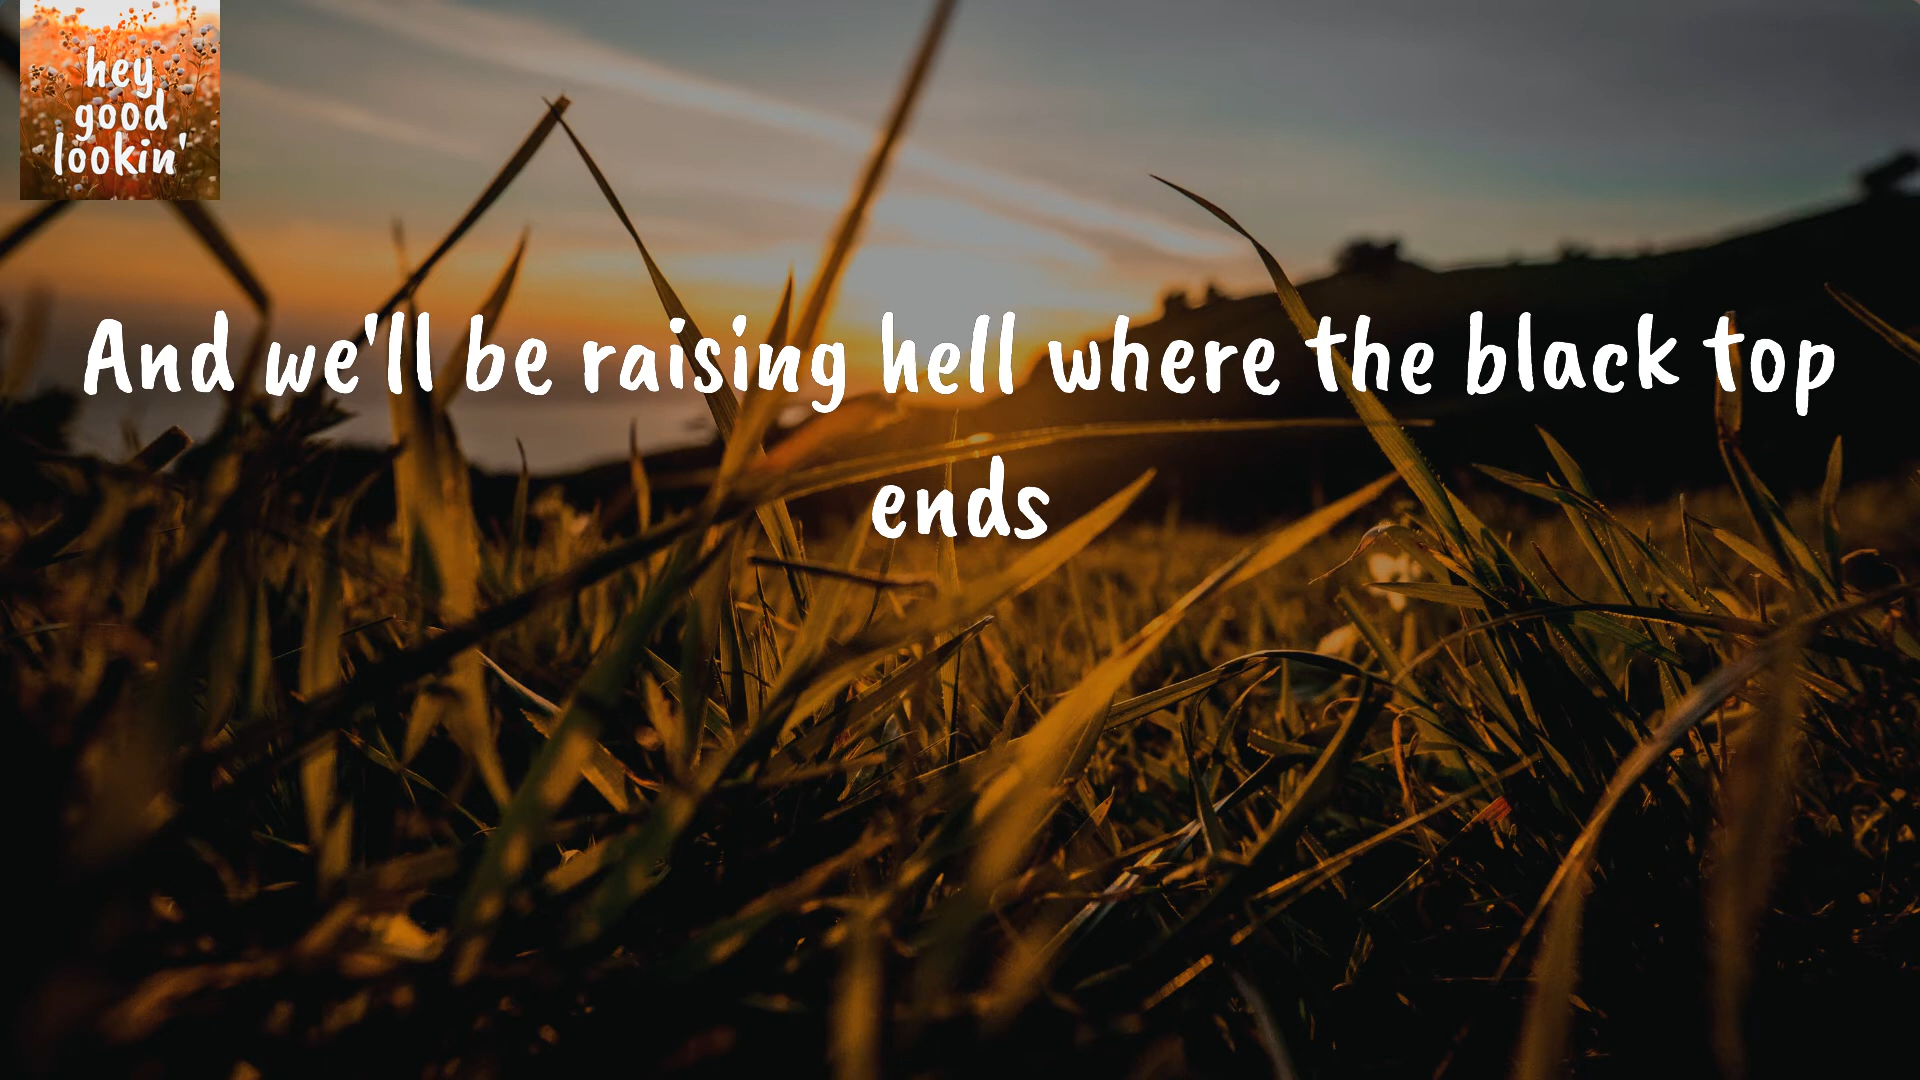 hey
good
lookin'
And we'll be raising hell where the black top
ends